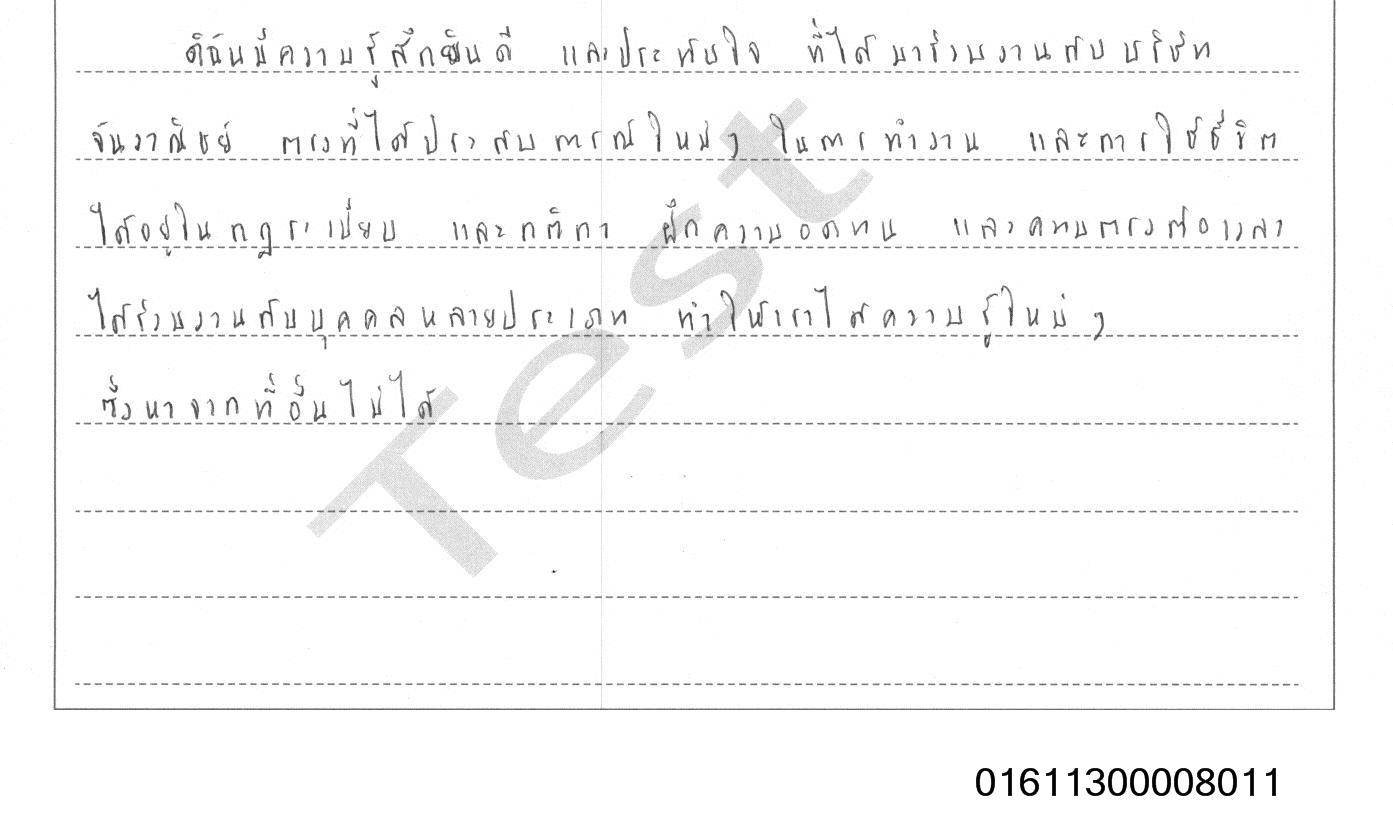 ดิฉันมีความรู้สึกยินดี และประทับใจ ที่ได้มาร่วมงานกับบริษัท
จันวาณิชย์ ตรงที่ได้ประสบการณ์ใหม่ๆ ในการทำงาน และการใช้ชีวิต
ได้อยู่ในกฎระเบียบ และกติกา ฝึกความอดทน และความตรงต่อเวลา
ได้ร่วมงานกับบุคคลหลายประเภท ทำให้เราได้ความรู้ใหม่ๆ
ซึ่งหาจากที่อื่นไม่ได้
Test
01611300008011